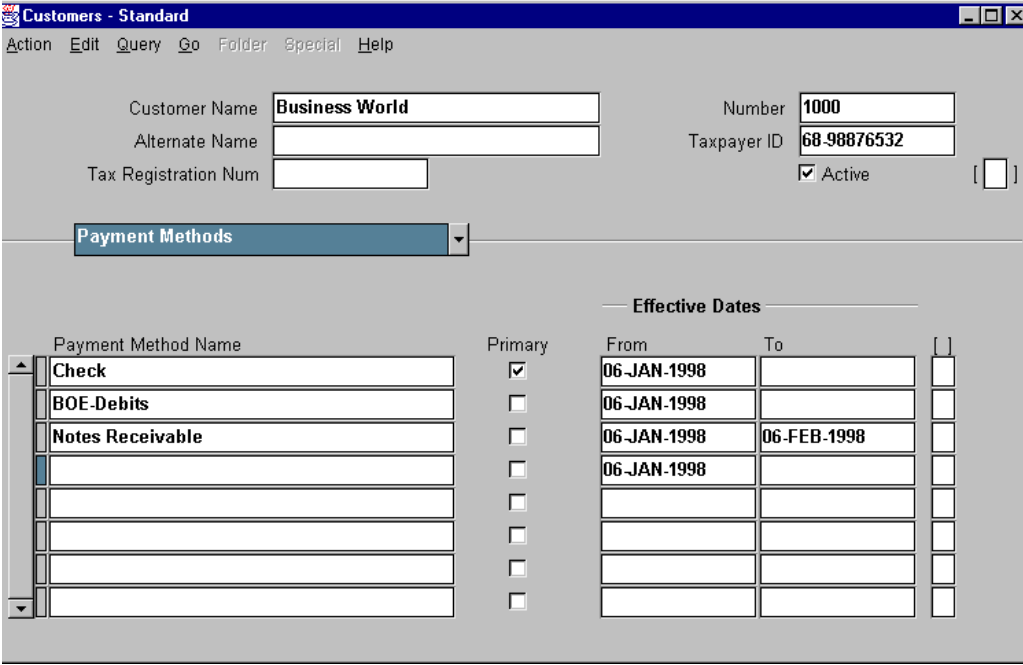 Customers - Standard
Action Edit Query Go Folder Special Help
Customer Name Business World Number 1000
Alternate Name Taxpayer ID 68-98876532
Tax Registration Num Active [ ]
Payment Methods
Effective Dates
Payment Method Name Primary From To [ ]
Check 06-JAN-1998
BOE-Debits 06-JAN-1998
Notes Receivable 06-JAN-1998 06-FEB-1998
06-JAN-1998